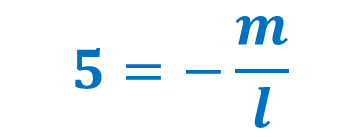 5 = − m/l